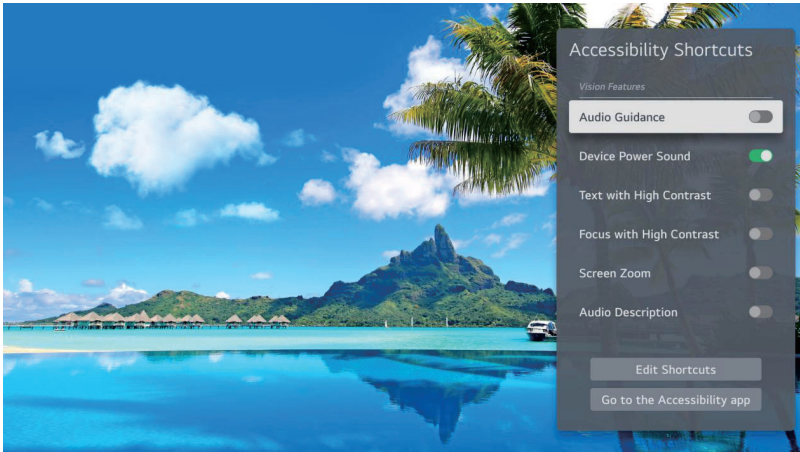 Accessibility Shortcuts
Vision Features
Audio Guidance
Device Power Sound
Text with High Contrast
Focus with High Contrast
Screen Zoom
Audio Description
Edit Shortcuts
Go to the Accessibility app